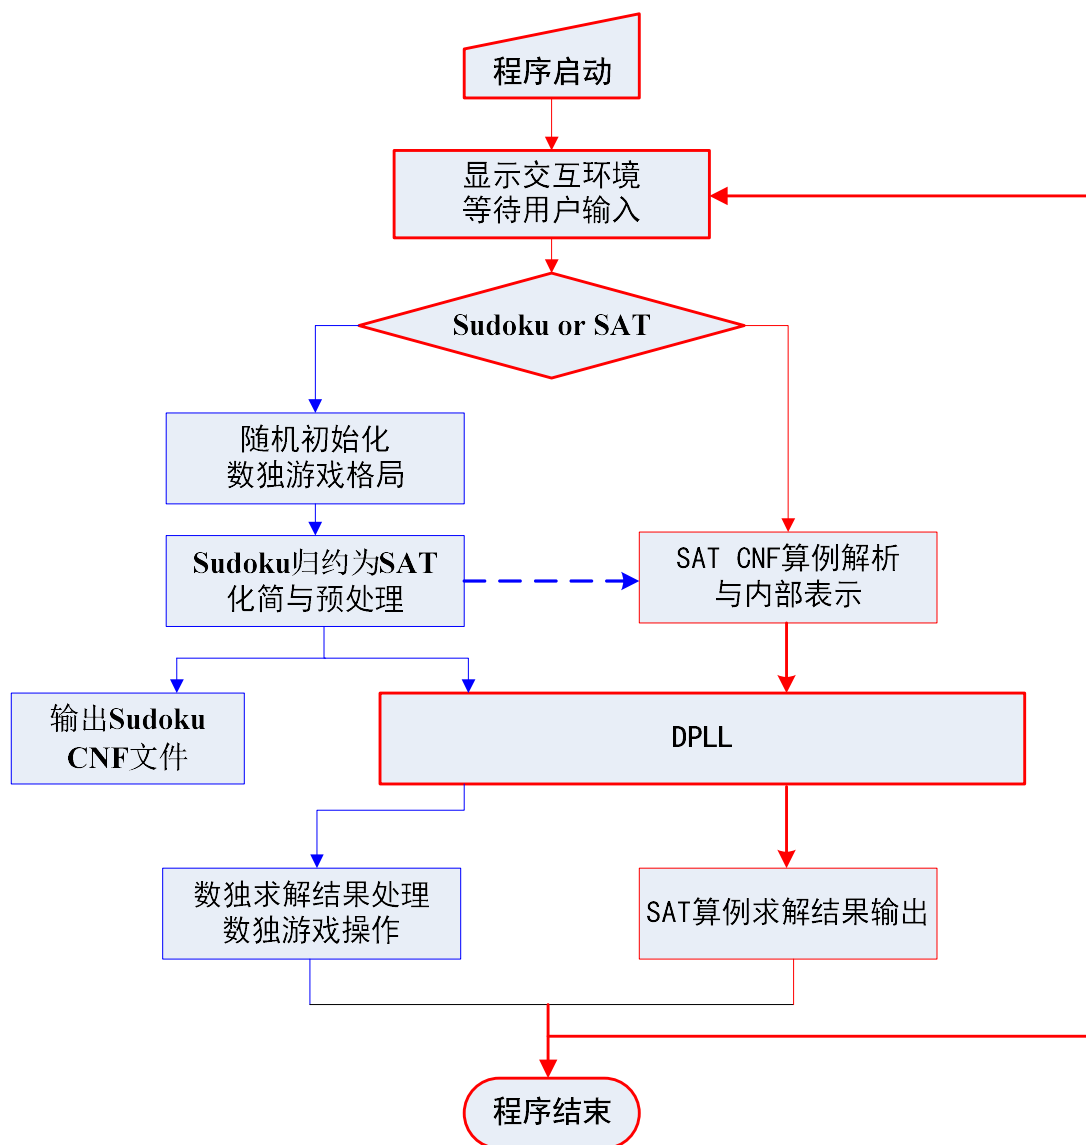 程序启动
显示交互环境
等待用户输入
Sudoku or SAT
随机初始化
数独游戏格局
Sudoku归约为SAT
化简与预处理
SAT CNF算例解析
与内部表示
输出Sudoku
CNF文件
DPLL
数独求解结果处理
数独游戏操作
SAT算例求解结果输出
程序结束